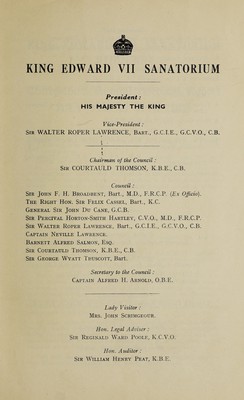 KING EDWARD VII SANATORIUM
President:
HIS MAJESTY THE KING
Vice-President:
SIR WALTER ROPER LAWRENCE, BART., G.C.I.E., G.C.V.O., C.B.
Chairman of the Council:
SIR COURTAULD THOMSON, K.B.E., C.B.
Council:
SIR JOHN F. H. BROADBENT, Bart., M.D., F.R.C.P. (Ex Officio).
THE RIGHT HON. SIR FELIX CASSEL, Bart., K.C.
GENERAL SIR JOHN DU CANE, G.C.B.
SIR PERCIVAL HORTON-SMITH HARTLEY, C.V.O., M.D., F.R.C.P.
SIR WALTER ROPER LAWRENCE, Bart., G.C.I.E., G.C.V.O., C.B.
CAPTAIN NEVILLE LAWRENCE.
BARNETT ALFRED SALMON, Esq.
SIR COURTAULD THOMSON, K.B.E., C.B.
SIR GEORGE WYATT TRUSCOTT, Bart.
Secretary to the Council:
CAPTAIN ALFRED H. ARNOLD, O.B.E.
Lady Visitor:
MRS. JOHN SCRIMGEOUR.
Hon. Legal Adviser:
SIR REGINALD WARD POOLE, K.C.V.O.
Hon. Auditor:
SIR WILLIAM HENRY PEAT, K.B.E.